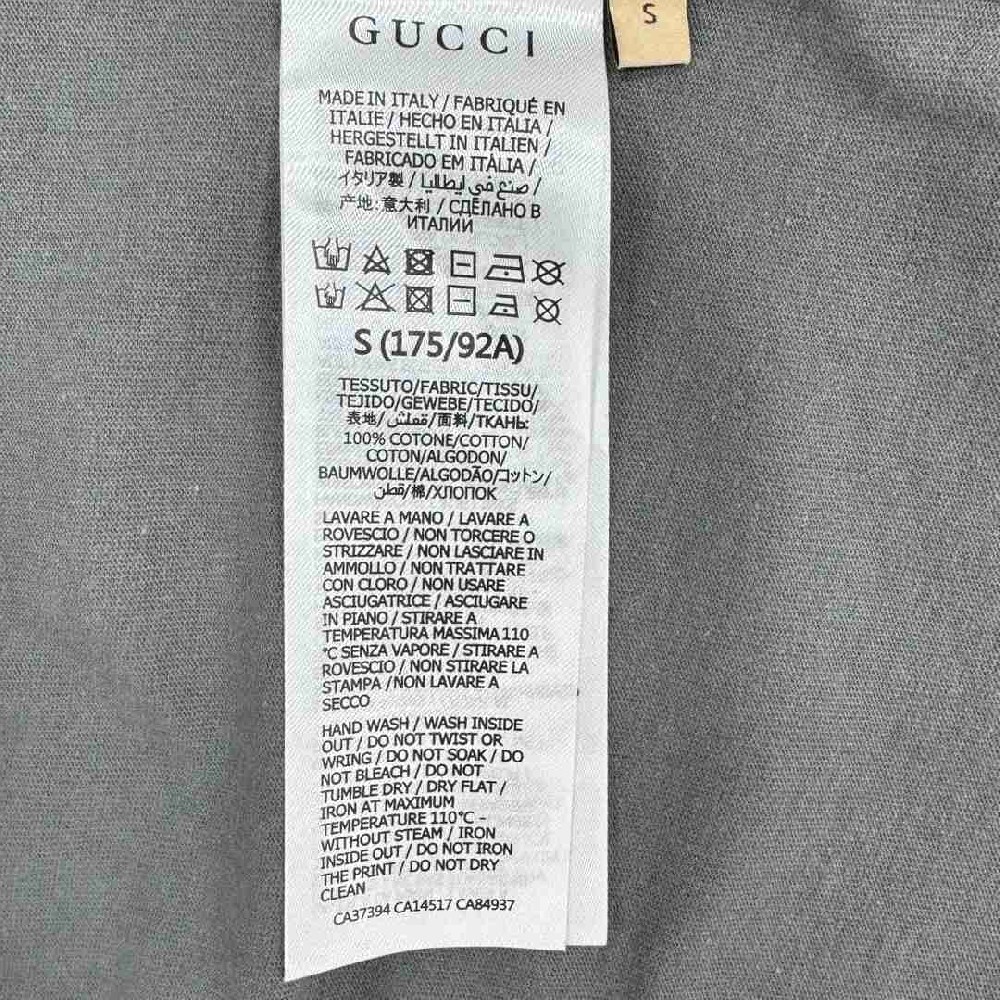 S
GUCCI
MADE IN ITALY / FABRIQUÉ EN
ITALIE / HECHO EN ITALIA /
HERGESTELLT IN ITALIEN /
FABRICADO EM ITÁLIA /
イタリア製 / صنع في ايطاليا /
产地: 意大利 / СДЕЛАНО В
ИТАЛИИ
S (175/92A)
TESSUTO/FABRIC/TISSU/
TEJIDO/GEWEBE/TECIDO/
表地/قماش/面料/ТКАНЬ:
100% COTONE/COTTON/
COTON/ALGODON/
BAUMWOLLE/ALGODÃO/コットン/
قطن/棉/ХЛОПОК
LAVARE A MANO / LAVARE A
ROVESCIO / NON TORCERE O
STRIZZARE / NON LASCIARE IN
AMMOLLO / NON TRATTARE
CON CLORO / NON USARE
ASCIUGATRICE / ASCIUGARE
IN PIANO / STIRARE A
TEMPERATURA MASSIMA 110
°C SENZA VAPORE / STIRARE A
ROVESCIO / NON STIRARE LA
STAMPA / NON LAVARE A
SECCO
HAND WASH / WASH INSIDE
OUT / DO NOT TWIST OR
WRING / DO NOT SOAK / DO
NOT BLEACH / DO NOT
TUMBLE DRY / DRY FLAT /
IRON AT MAXIMUM
TEMPERATURE 110°C -
WITHOUT STEAM / IRON
INSIDE OUT / DO NOT IRON
THE PRINT / DO NOT DRY
CLEAN
CA37394 CA14517 CA84937